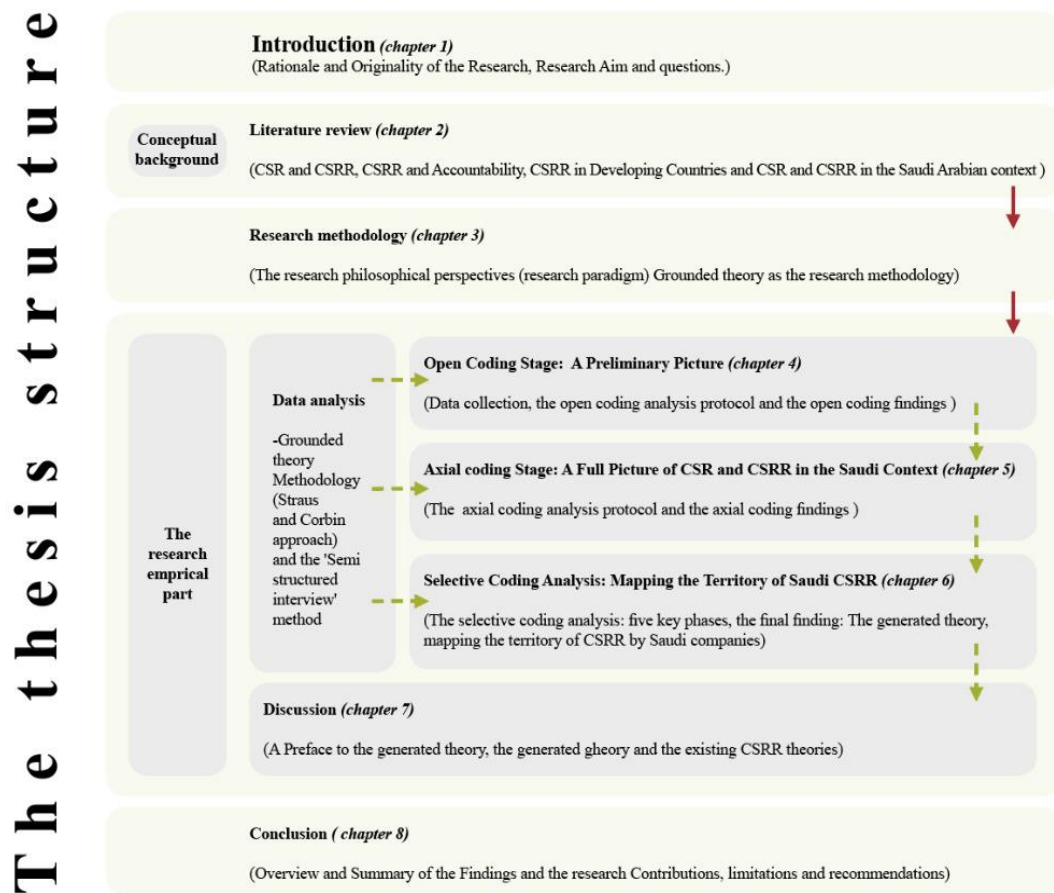 The thesis structure
Introduction (chapter 1)
(Rationale and Originality of the Research, Research Aim and questions.)
Conceptual
background
Literature review (chapter 2)
(CSR and CSRR, CSRR and Accountability, CSRR in Developing Countries and CSR and CSRR in the Saudi Arabian context )
Research methodology (chapter 3)
(The research philosophical perspectives (research paradigm) Grounded theory as the research methodology)
The
research
emprical
part
Data analysis
-Grounded
theory
Methodology
(Straus
and Corbin
approach)
and the 'Semi
structured
interview'
method
Open Coding Stage: A Preliminary Picture (chapter 4)
(Data collection, the open coding analysis protocol and the open coding findings )
Axial coding Stage: A Full Picture of CSR and CSRR in the Saudi Context (chapter 5)
(The axial coding analysis protocol and the axial coding findings )
Selective Coding Analysis: Mapping the Territory of Saudi CSRR (chapter 6)
(The selective coding analysis: five key phases, the final finding: The generated theory,
mapping the territory of CSRR by Saudi companies)
Discussion (chapter 7)
(A Preface to the generated theory, the generated gheory and the existing CSRR theories)
Conclusion ( chapter 8)
(Overview and Summary of the Findings and the research Contributions, limitations and recommendations)